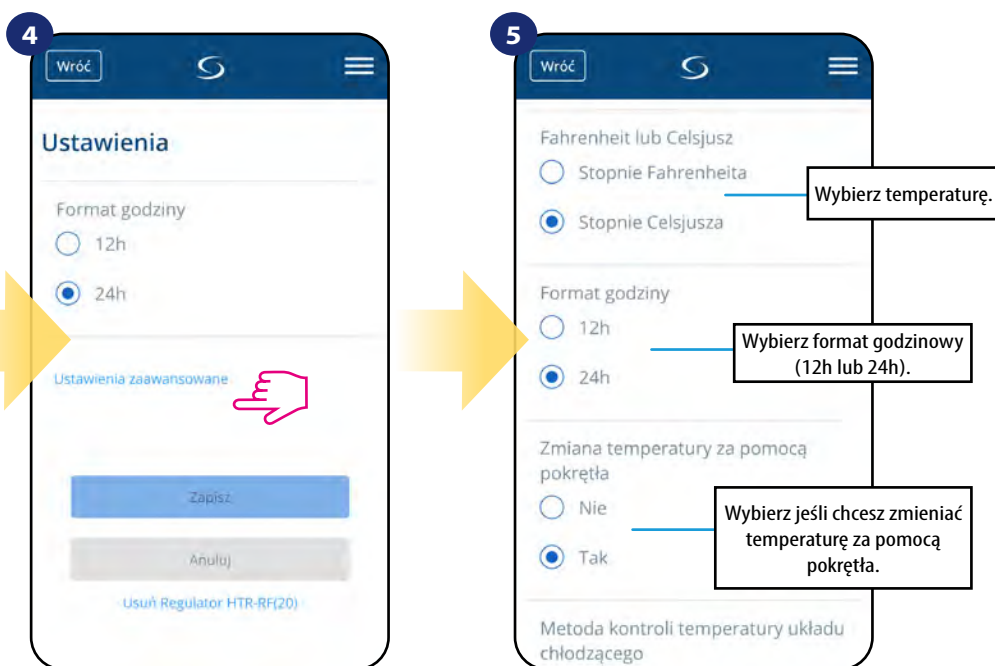 4
Wróć
Ustawienia
Format godziny
12h
24h
Ustawienia zaawansowane
Zapisz
Anuluj
Usuń Regulator HTR-RF(20)
5
Wróć
Fahrenheit lub Celsjusz
Stopnie Fahrenheita
Stopnie Celsjusza
Wybierz temperaturę.
Format godziny
12h
24h
Wybierz format godzinowy
(12h lub 24h).
Zmiana temperatury za pomocą
pokrętła
Nie
Tak
Wybierz jeśli chcesz zmieniać
temperaturę za pomocą
pokrętła.
Metoda kontroli temperatury układu
chłodzącego